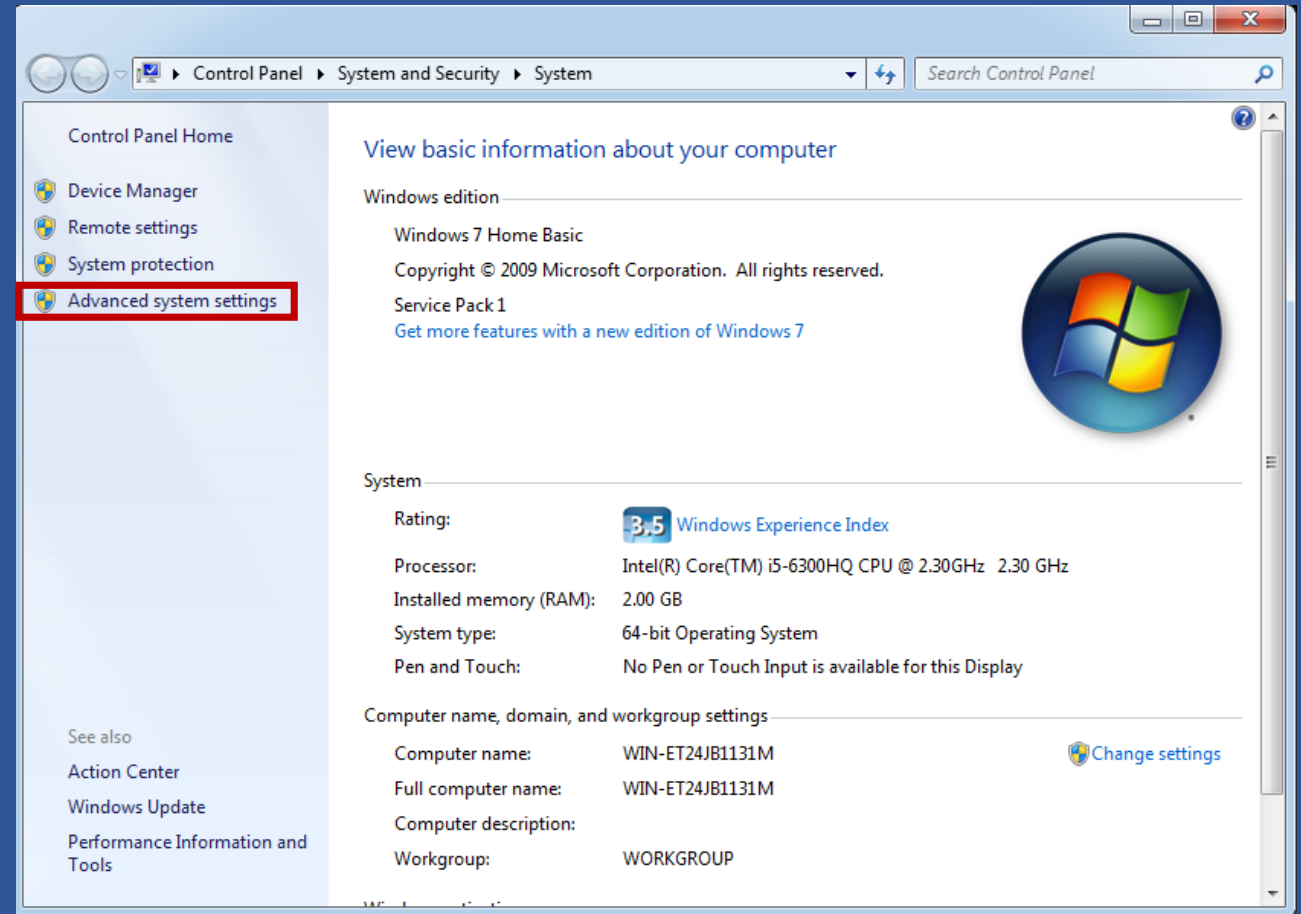 Control Panel ▸ System and Security ▸ System
Search Control Panel
Control Panel Home
Device Manager
Remote settings
System protection
Advanced system settings
See also
Action Center
Windows Update
Performance Information and
Tools
View basic information about your computer
Windows edition
Windows 7 Home Basic
Copyright © 2009 Microsoft Corporation. All rights reserved.
Service Pack 1
Get more features with a new edition of Windows 7
System
Rating: 3,5 Windows Experience Index
Processor: Intel(R) Core(TM) i5-6300HQ CPU @ 2.30GHz 2.30 GHz
Installed memory (RAM): 2.00 GB
System type: 64-bit Operating System
Pen and Touch: No Pen or Touch Input is available for this Display
Computer name, domain, and workgroup settings
Computer name: WIN-ET24JB1131M Change settings
Full computer name: WIN-ET24JB1131M
Computer description:
Workgroup: WORKGROUP